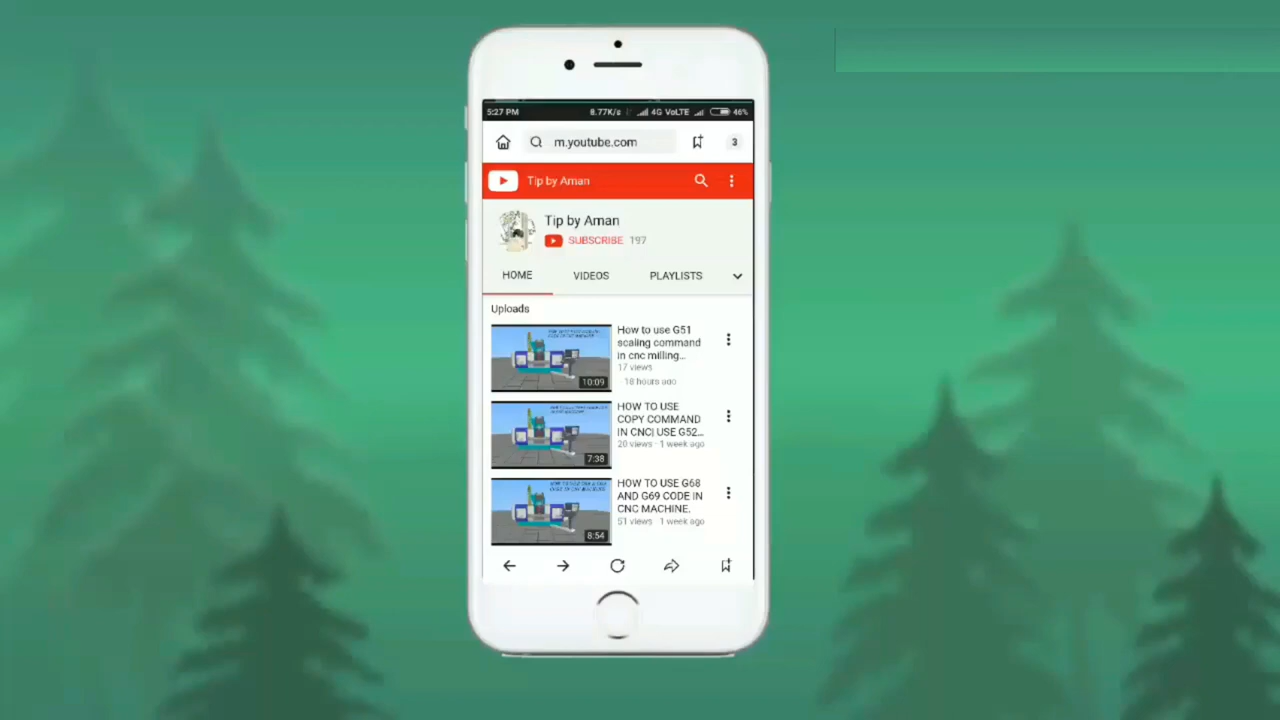 5:27 PM 8.77K/s 4G VoLTE 46%
m.youtube.com 3
Tip by Aman
Tip by Aman
SUBSCRIBE 197
HOME VIDEOS PLAYLISTS
Uploads
How to use G51
scaling command
in cnc milling...
17 views
18 hours ago
10:09
HOW TO USE
COPY COMMAND
IN CNC| USE G52...
20 views · 1 week ago
7:38
HOW TO USE G68
AND G69 CODE IN
CNC MACHINE.
51 views · 1 week ago
8:54